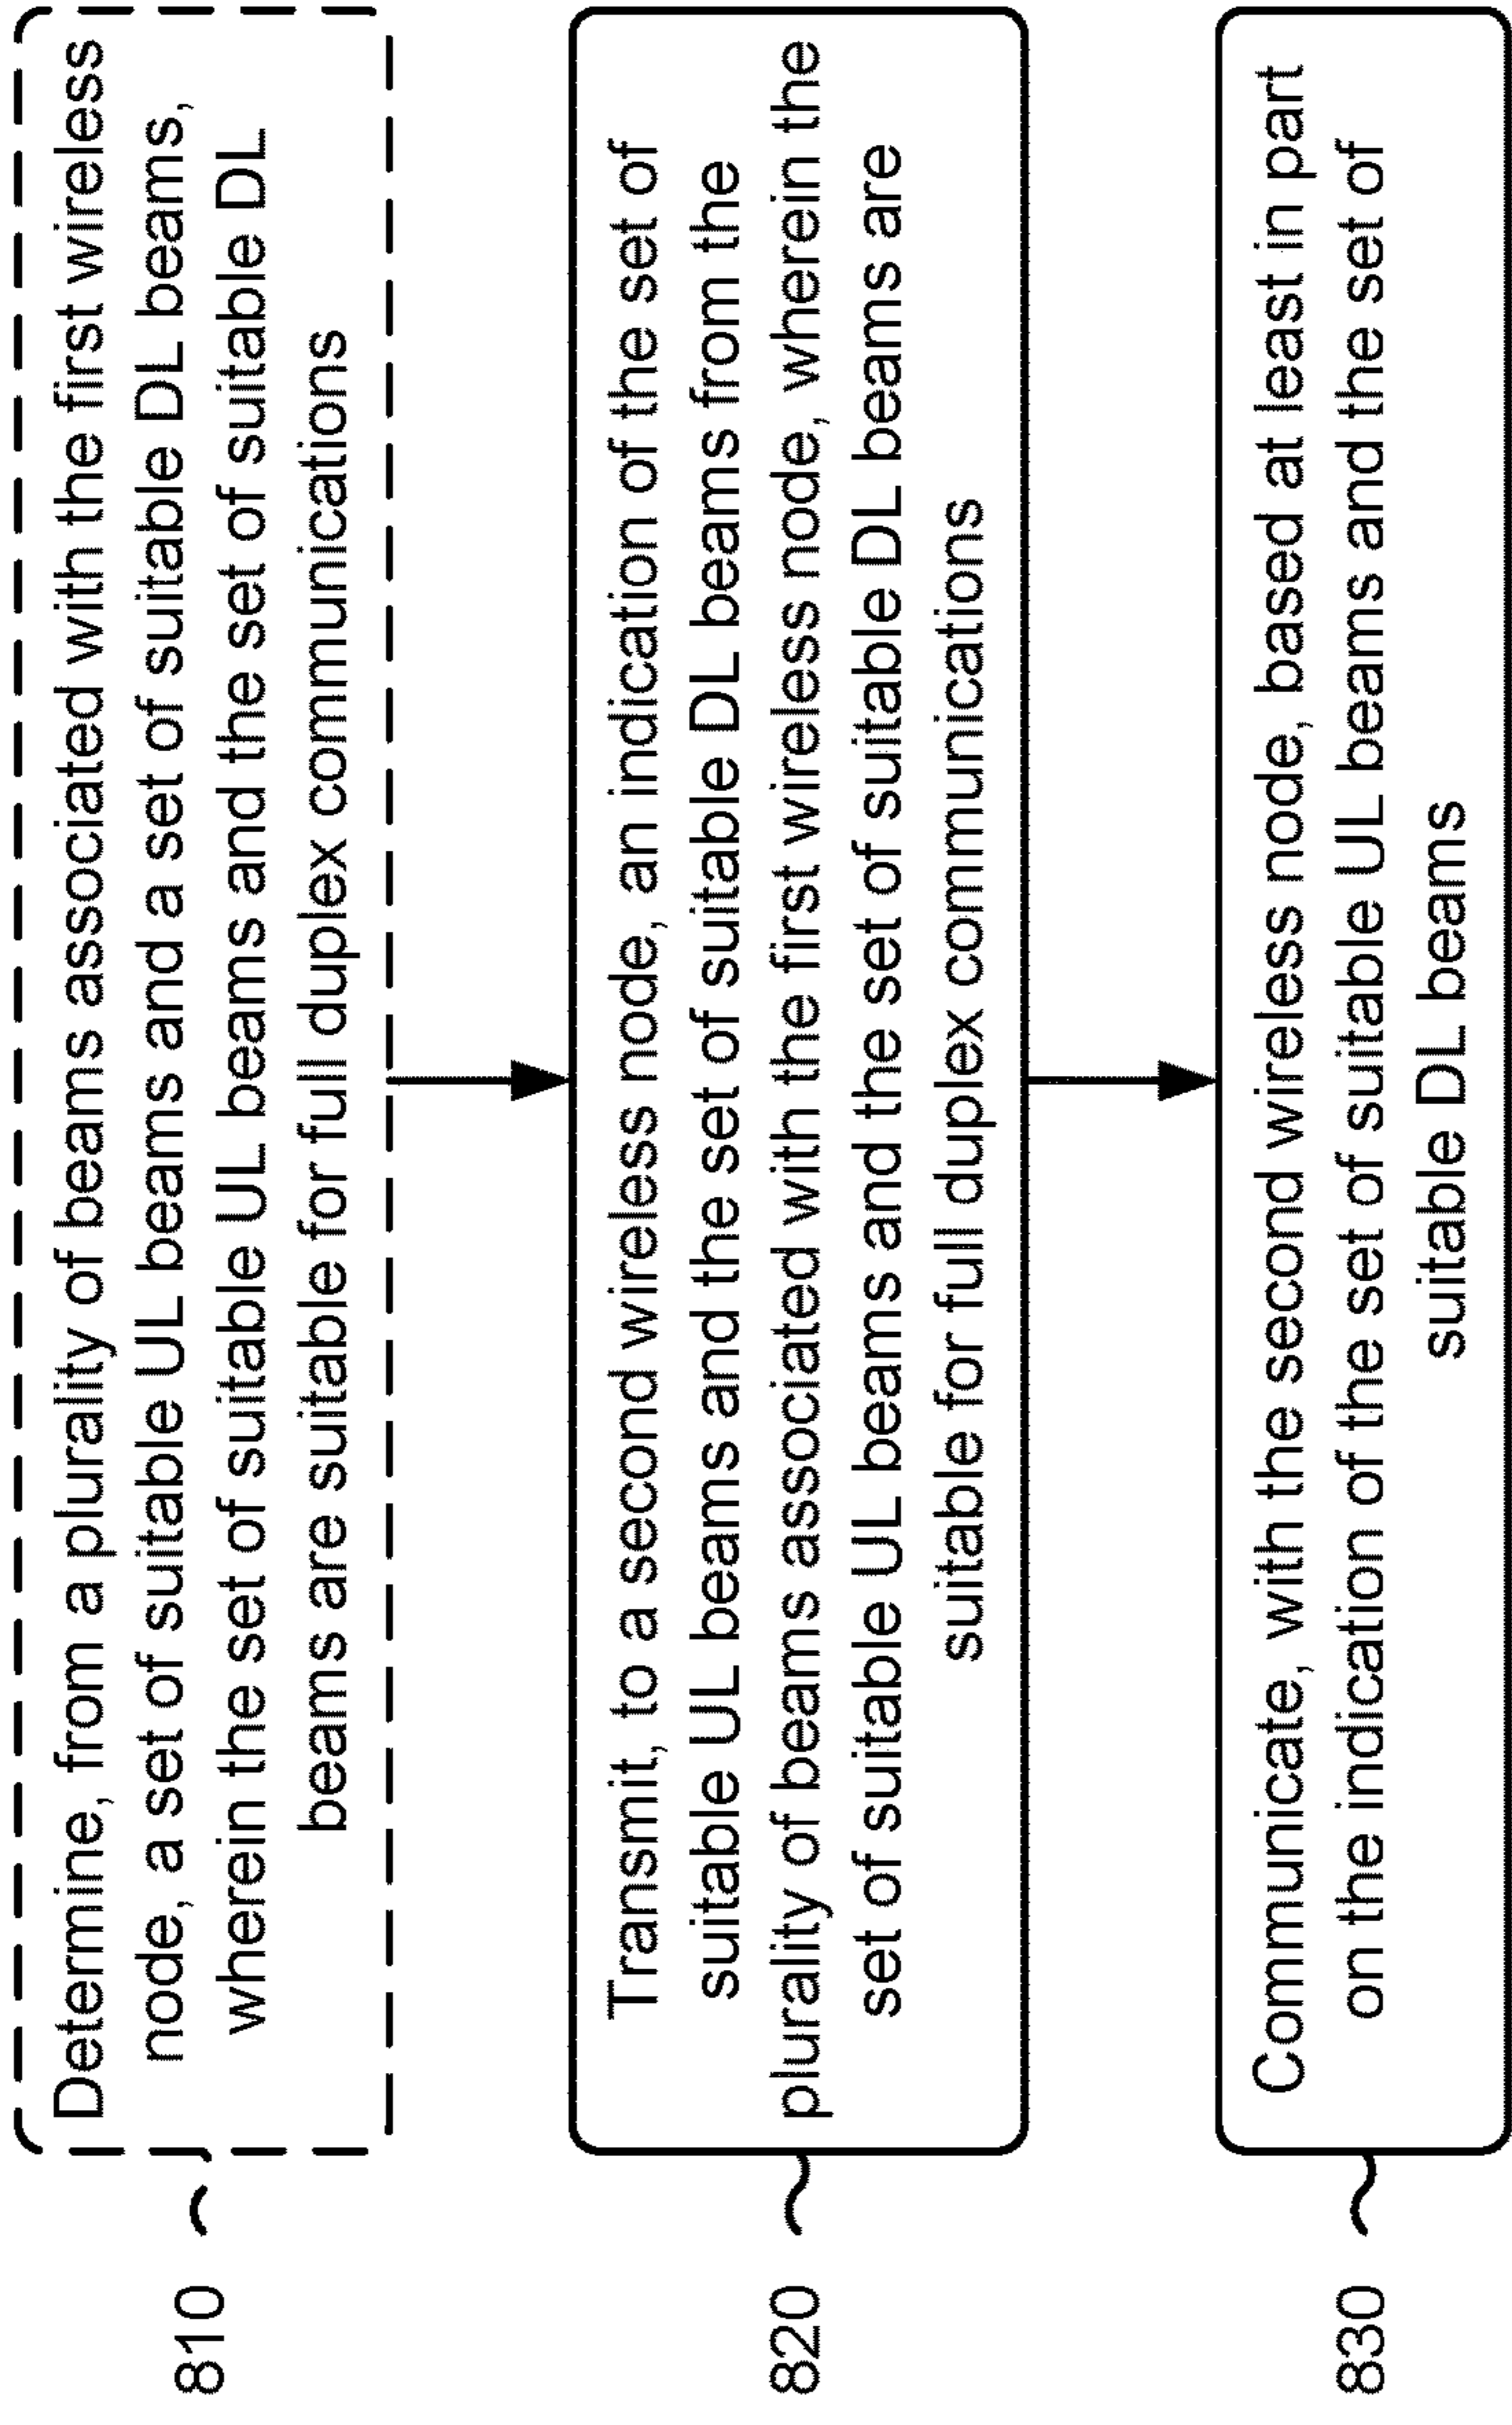 810
Determine, from a plurality of beams associated with the first wireless
node, a set of suitable UL beams and a set of suitable DL beams,
wherein the set of suitable UL beams and the set of suitable DL
beams are suitable for full duplex communications
820
Transmit, to a second wireless node, an indication of the set of
suitable UL beams and the set of suitable DL beams from the
plurality of beams associated with the first wireless node, wherein the
set of suitable UL beams and the set of suitable DL beams are
suitable for full duplex communications
830
Communicate, with the second wireless node, based at least in part
on the indication of the set of suitable UL beams and the set of
suitable DL beams